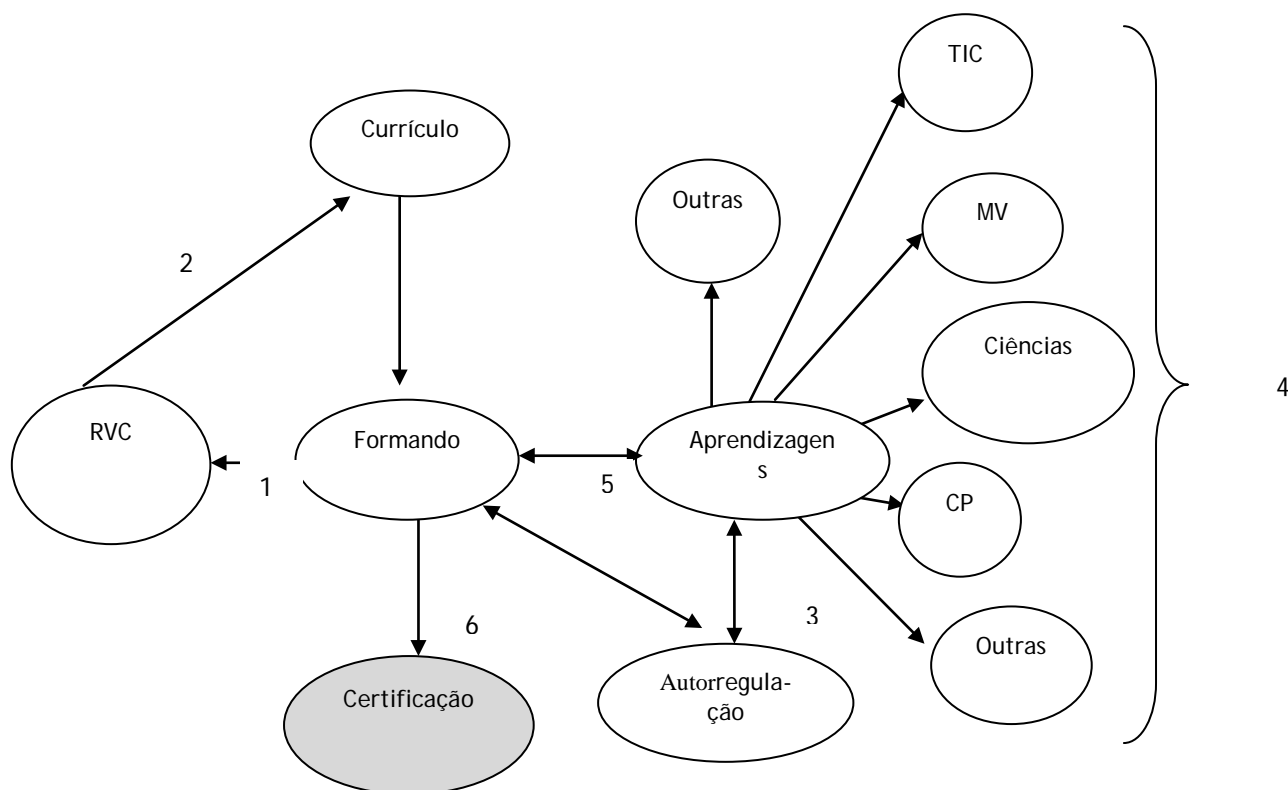 TIC
Currículo
Outras
MV
2
Ciências
4
RVC
Formando
Aprendizagen
s
1
5
CP
6
3
Outras
Certificação
Autorregula-
ção